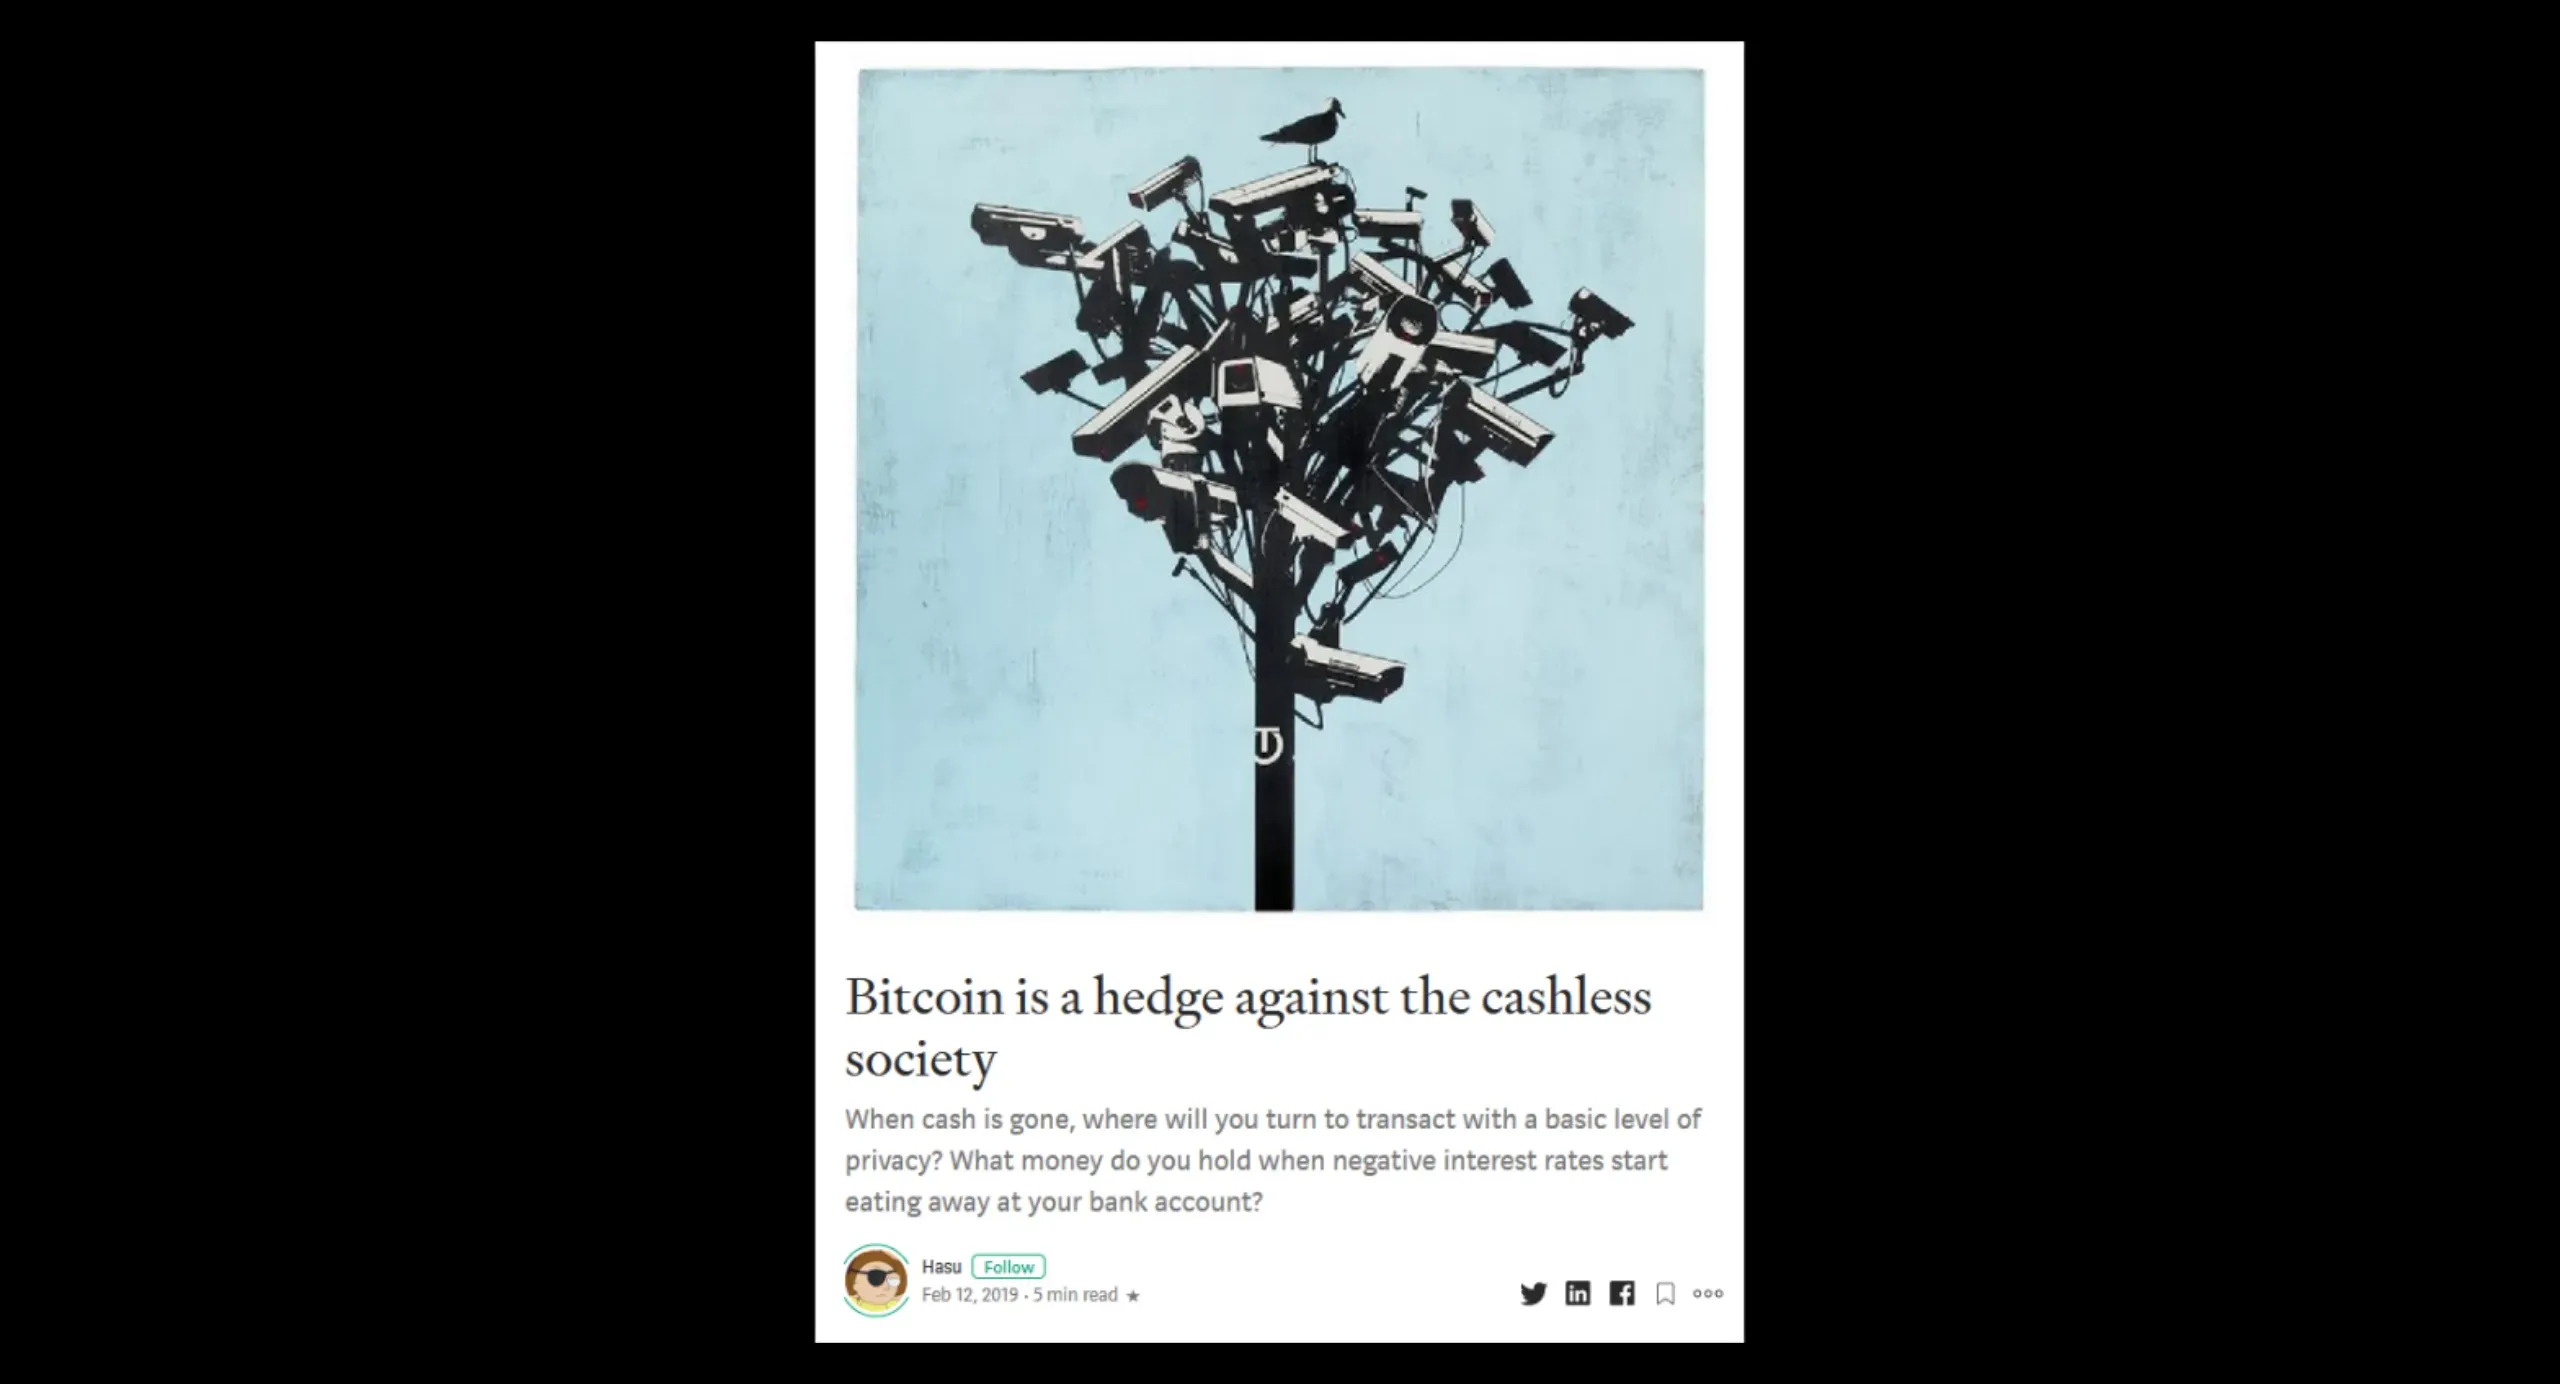 Bitcoin is a hedge against the cashless
society
When cash is gone, where will you turn to transact with a basic level of
privacy? What money do you hold when negative interest rates start
eating away at your bank account?
Hasu Follow
Feb 12, 2019 · 5 min read ★